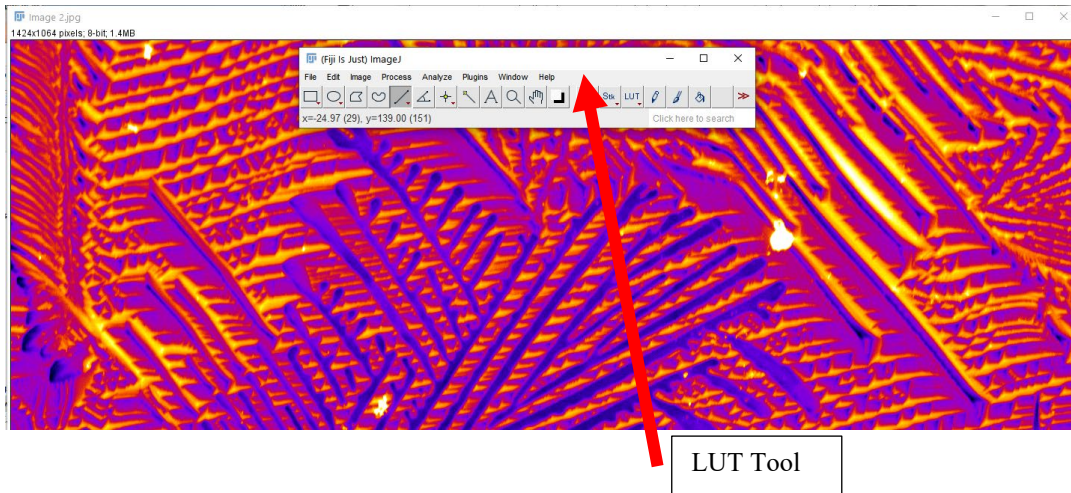 Image 2.jpg
1424x1064 pixels; 8-bit; 1.4MB
(Fiji Is Just) ImageJ
File Edit Image Process Analyze Plugins Window Help
A Stk LUT
x=-24.97 (29), y=139.00 (151) Click here to search
LUT Tool